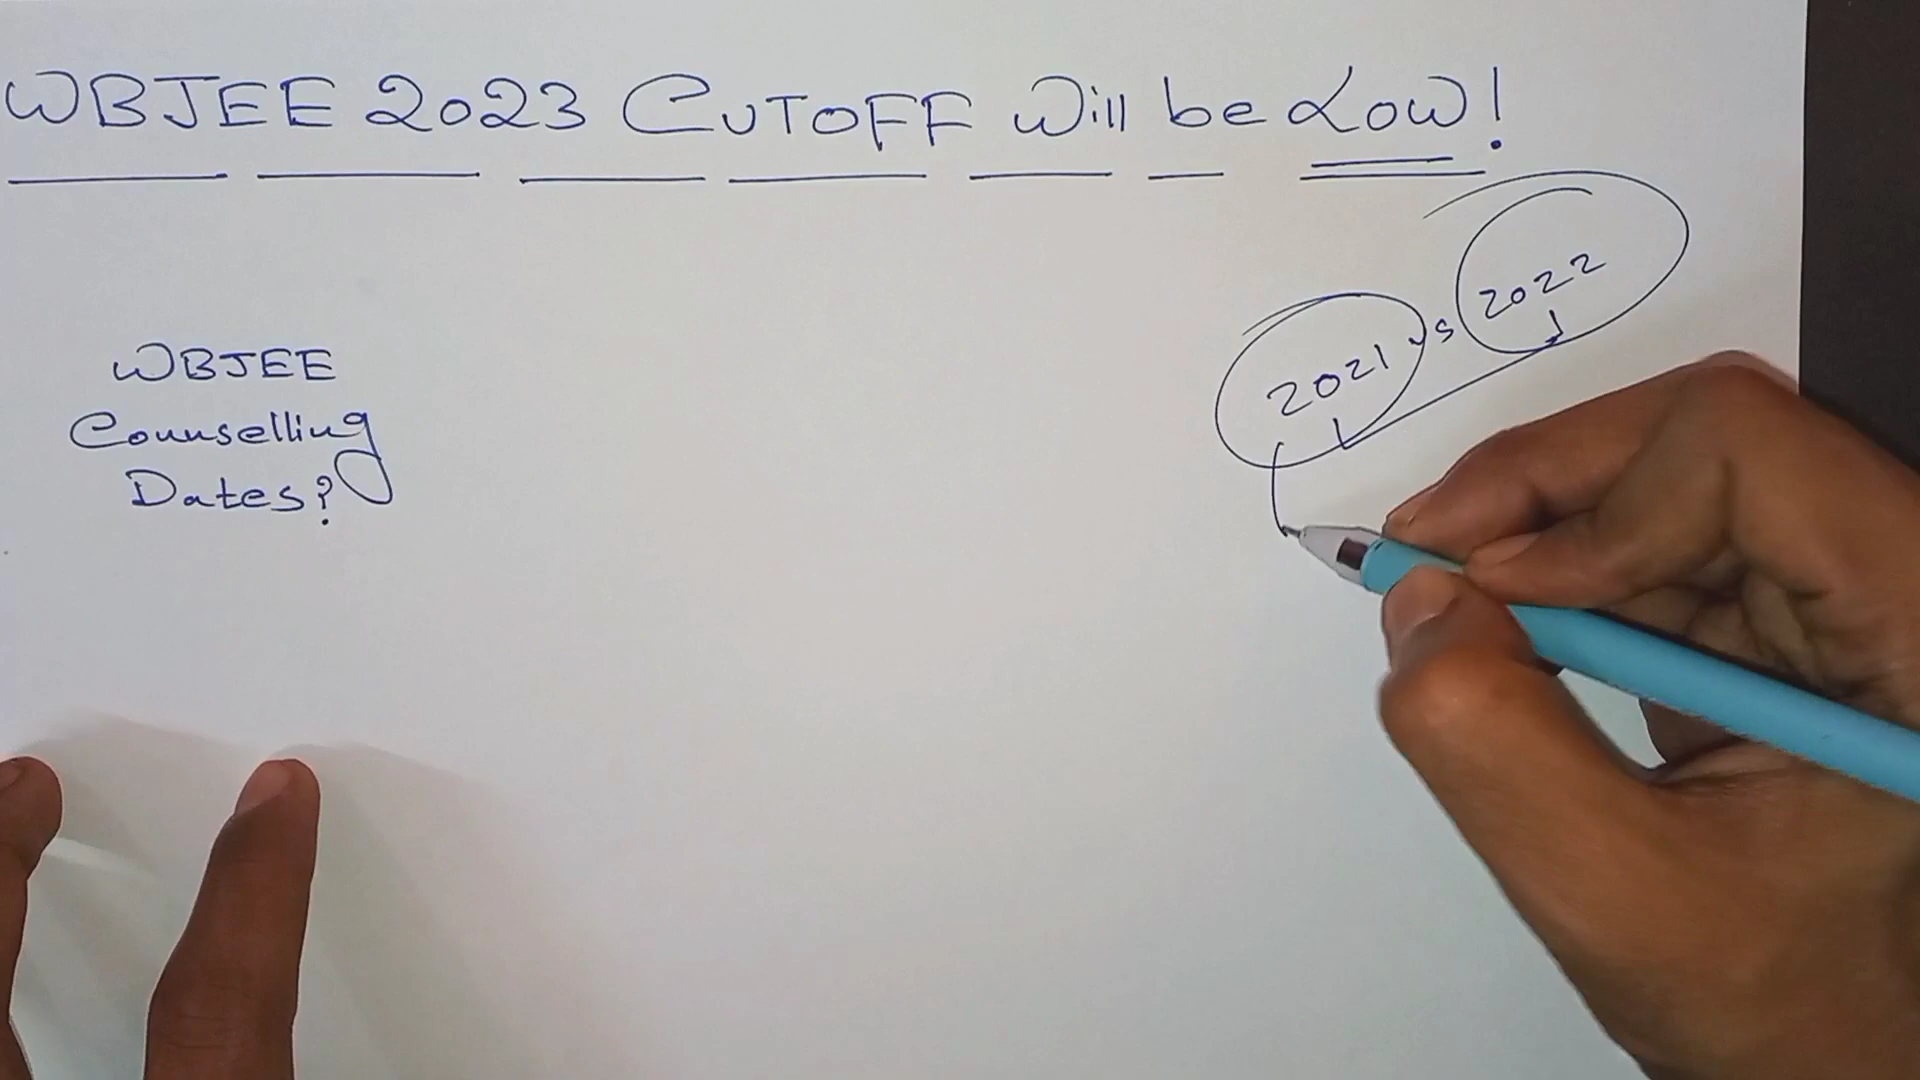 WBJEE 2023 CUTOFF Will be Low!
2021 vs 2022
WBJEE
Counselling
Dates?